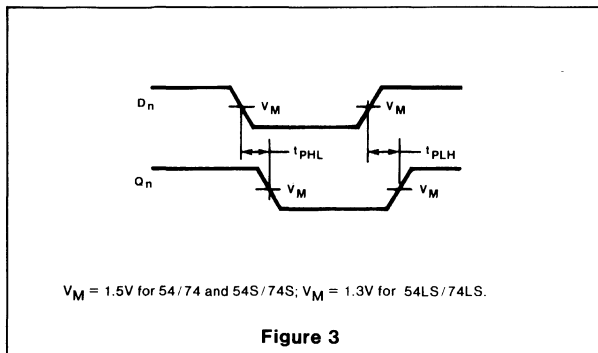 Dn
VM
VM
tPHL
tPLH
Qn
VM
VM
VM = 1.5V for 54/74 and 54S/74S; VM = 1.3V for 54LS/74LS.
Figure 3